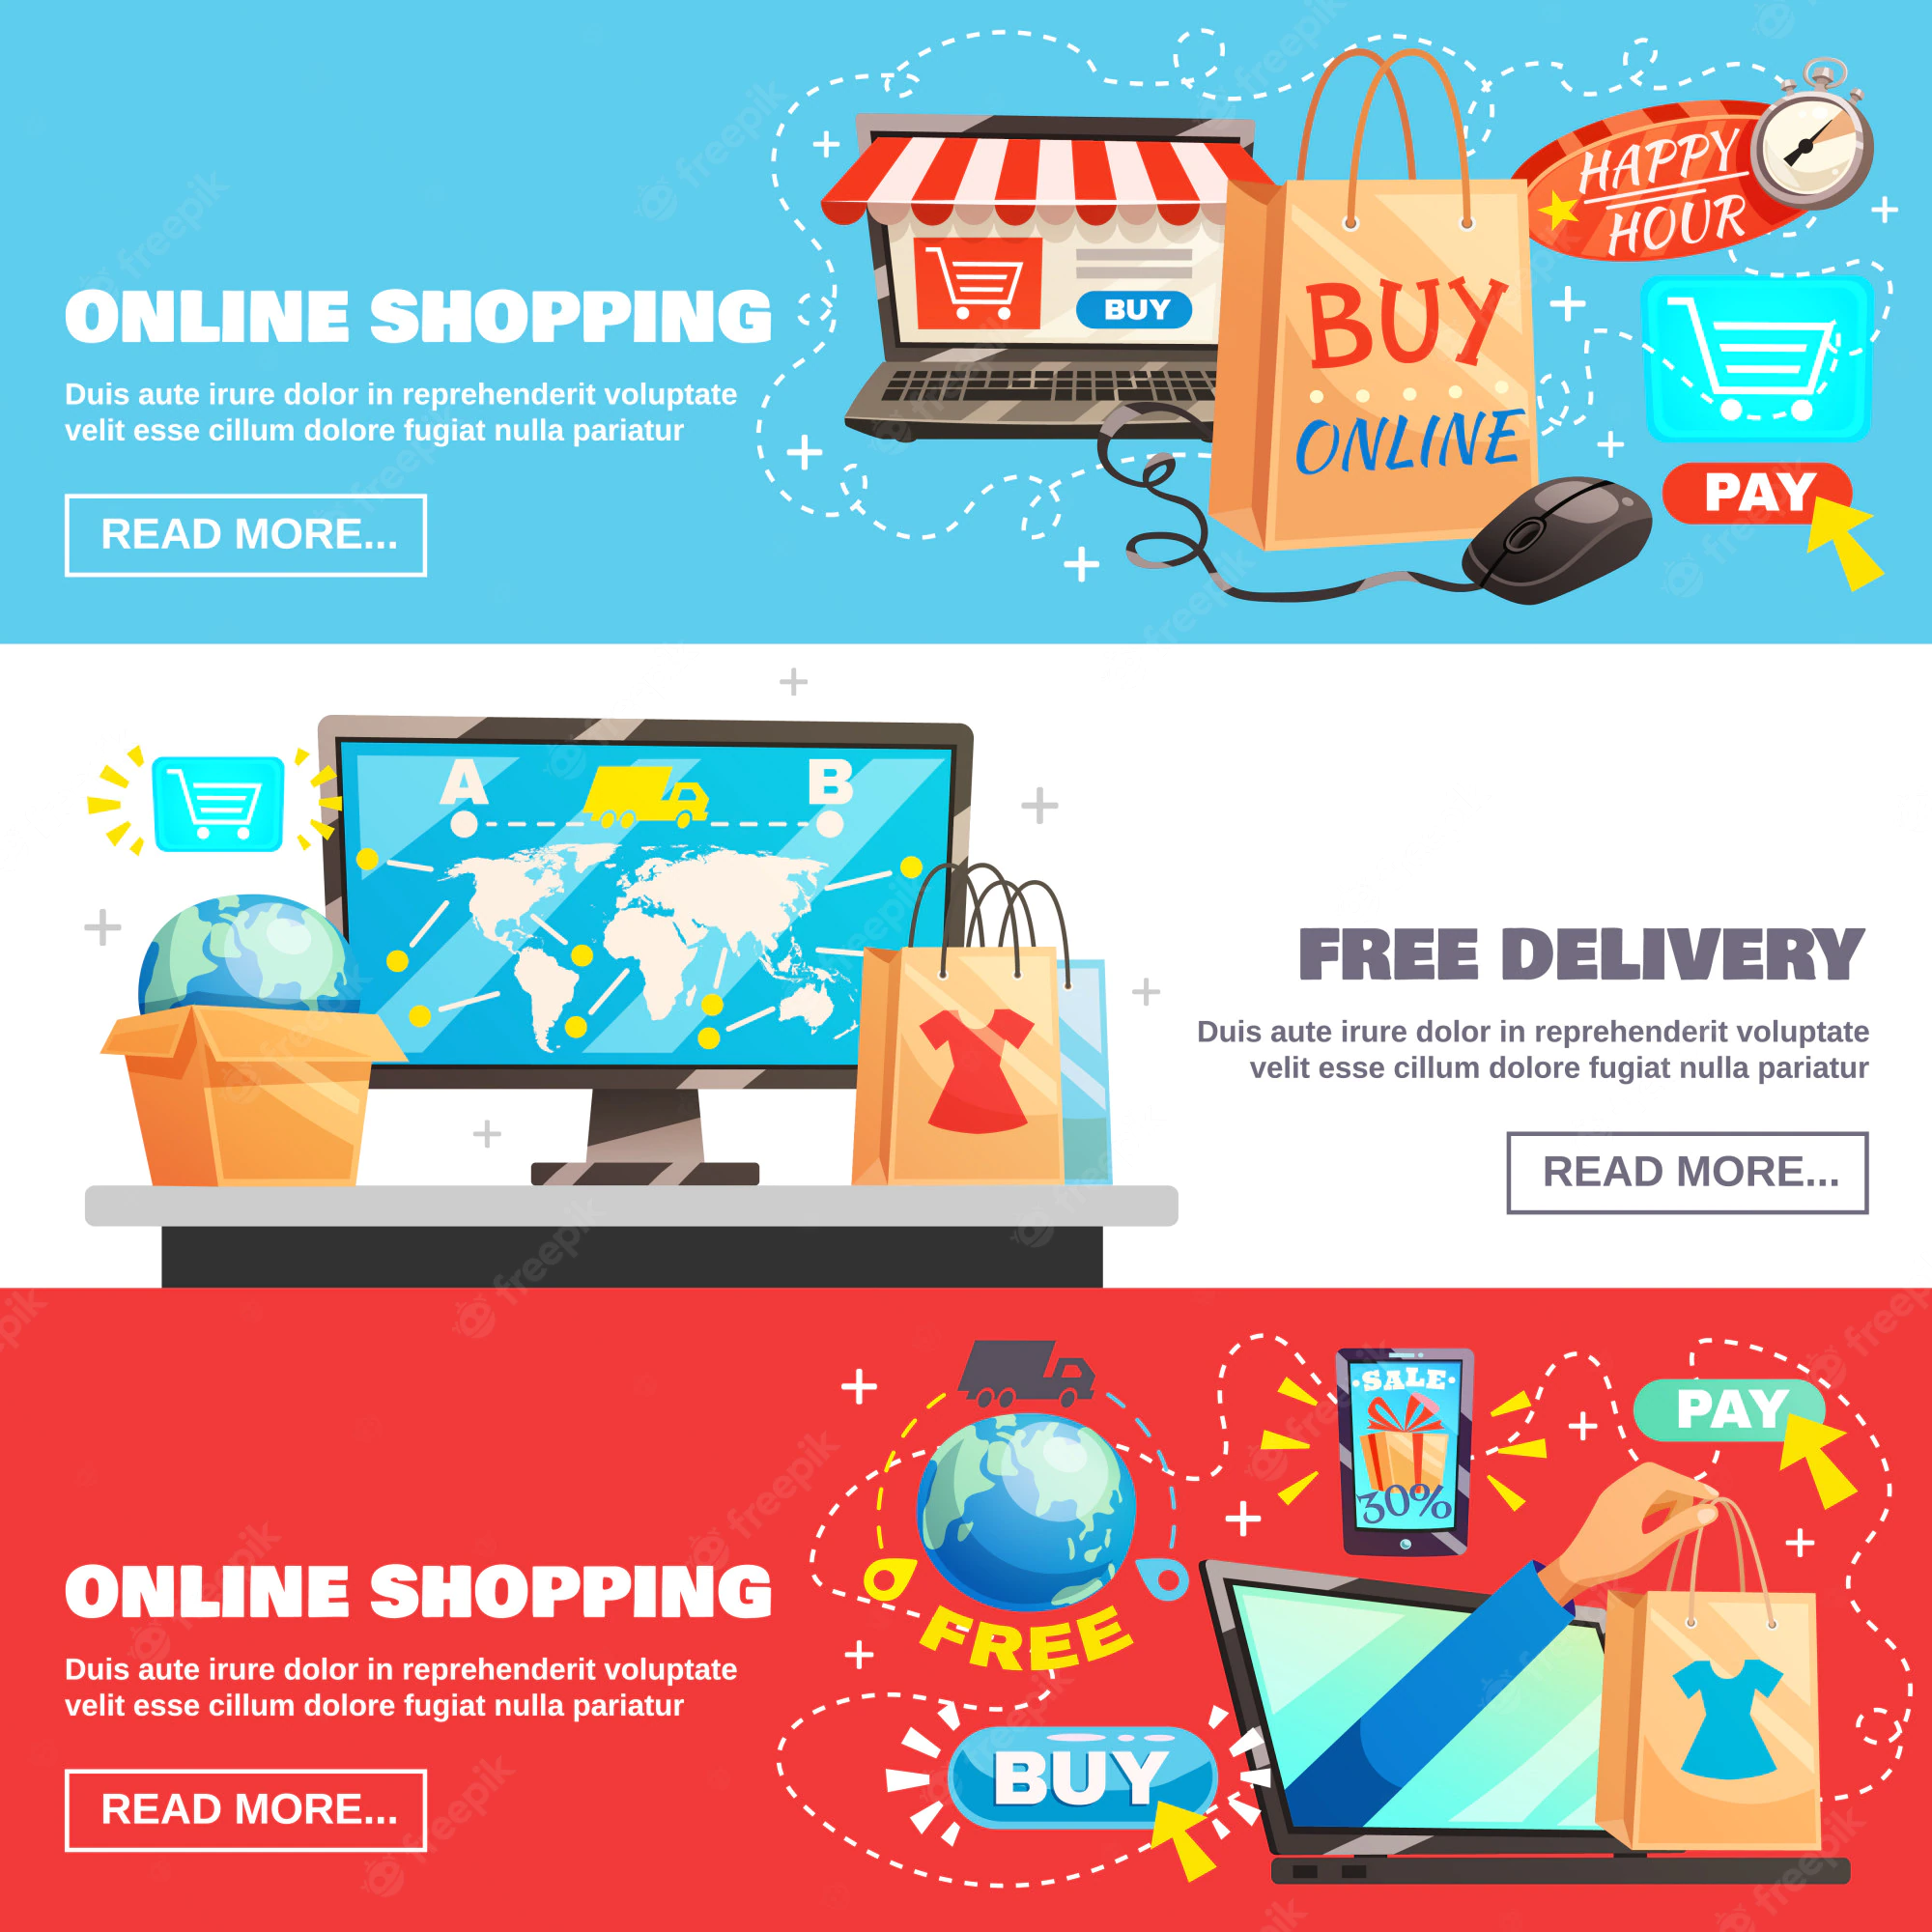 HAPPY
HOUR
BUY
BUY
ONLINE
ONLINE SHOPPING
Duis aute irure dolor in reprehenderit voluptate
velit esse cillum dolore fugiat nulla pariatur
READ MORE...
PAY
A B
FREE DELIVERY
Duis aute irure dolor in reprehenderit voluptate
velit esse cillum dolore fugiat nulla pariatur
READ MORE...
SALE
30%
PAY
FREE
ONLINE SHOPPING
Duis aute irure dolor in reprehenderit voluptate
velit esse cillum dolore fugiat nulla pariatur
READ MORE...
BUY
freepik